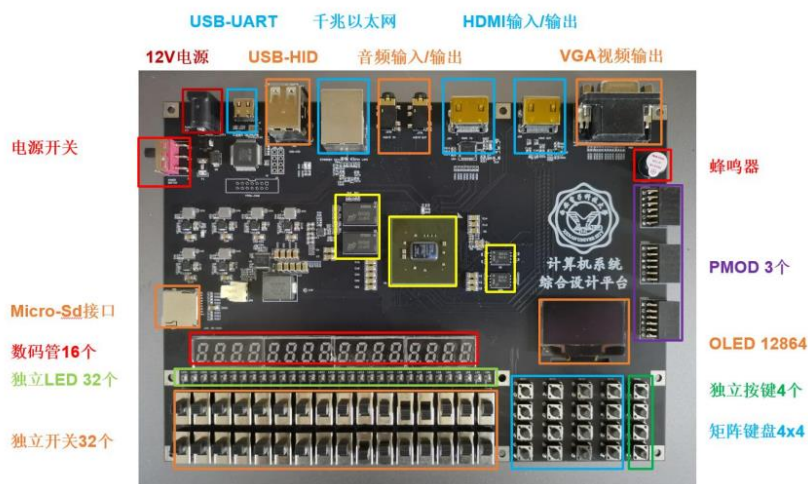 USB-UART 千兆以太网 HDMI输入/输出
12V电源 USB-HID 音频输入/输出 VGA视频输出
电源开关
蜂鸣器
计算机系统
综合设计平台
PMOD 3个
Micro-Sd接口
数码管16个
OLED 12864
独立LED 32个
独立按键4个
独立开关32个
矩阵键盘4x4